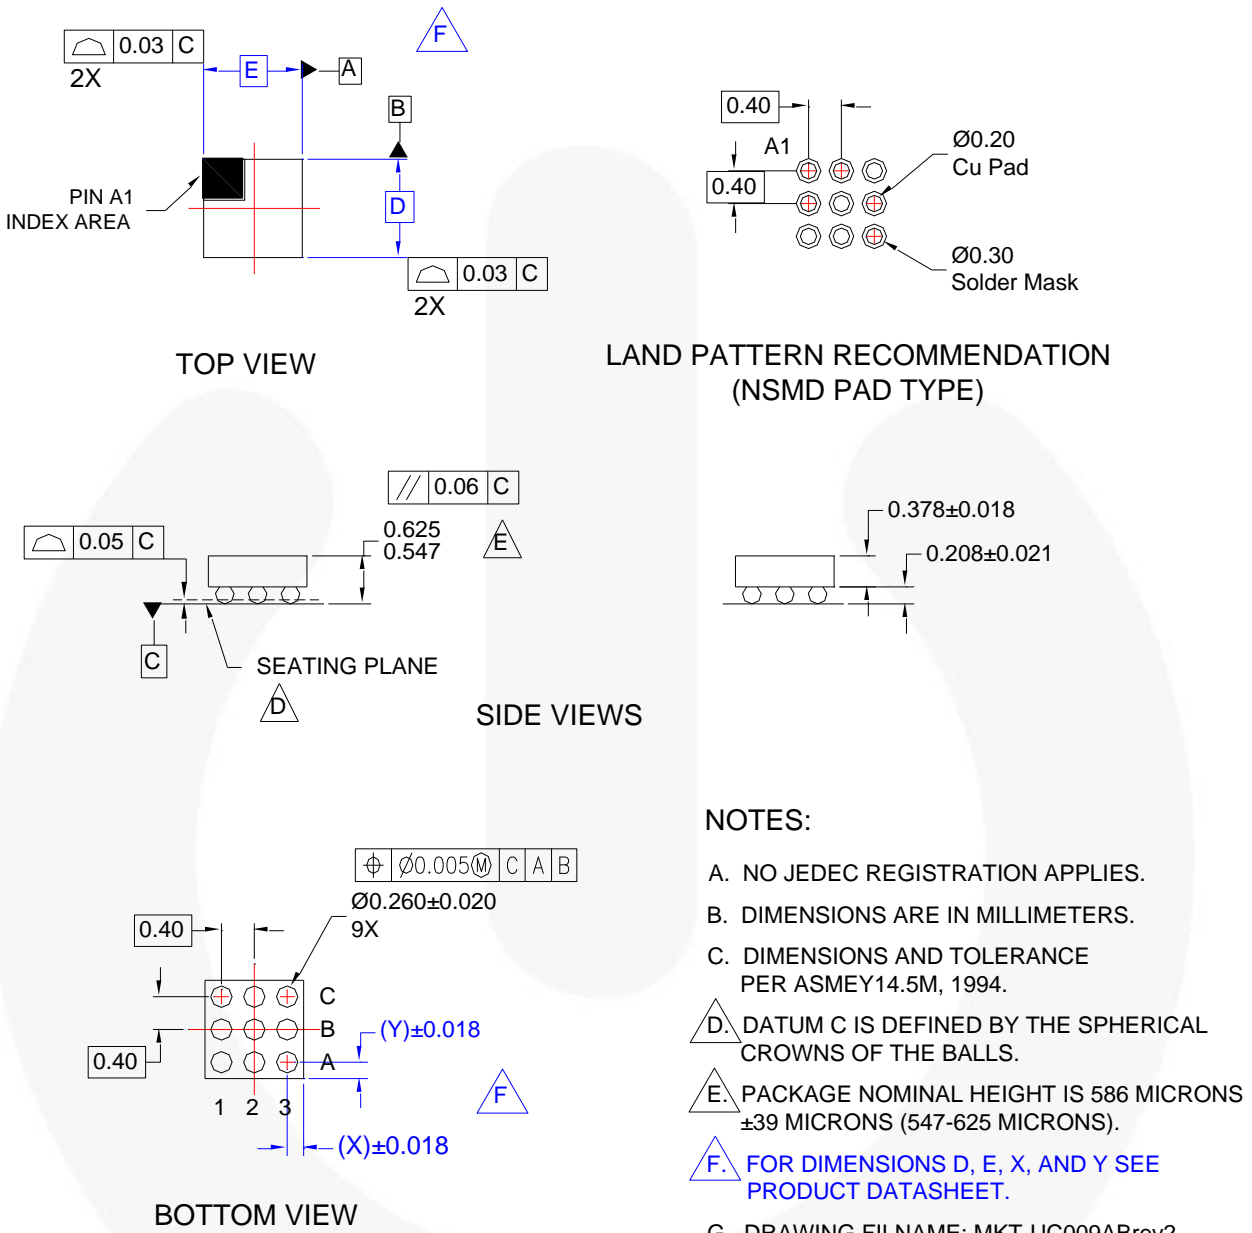 0.03 C
2X
E
A
F
B
PIN A1
INDEX AREA
D
0.03 C
2X
TOP VIEW
0.40
A1
0.40
Ø0.20
Cu Pad
Ø0.30
Solder Mask
LAND PATTERN RECOMMENDATION
(NSMD PAD TYPE)
// 0.06 C
0.05 C
0.625
0.547
E
C
SEATING PLANE
D
0.378±0.018
0.208±0.021
SIDE VIEWS
Ø0.005Ⓜ C A B
Ø0.260±0.020
9X
0.40
C
B
A
0.40
1 2 3
(Y)±0.018
F
(X)±0.018
BOTTOM VIEW
NOTES:
A. NO JEDEC REGISTRATION APPLIES.
B. DIMENSIONS ARE IN MILLIMETERS.
C. DIMENSIONS AND TOLERANCE
PER ASMEY14.5M, 1994.
D. DATUM C IS DEFINED BY THE SPHERICAL
CROWNS OF THE BALLS.
E. PACKAGE NOMINAL HEIGHT IS 586 MICRONS
±39 MICRONS (547-625 MICRONS).
F. FOR DIMENSIONS D, E, X, AND Y SEE
PRODUCT DATASHEET.
G. DRAWING FILNAME: MKT-UC009ABrev2